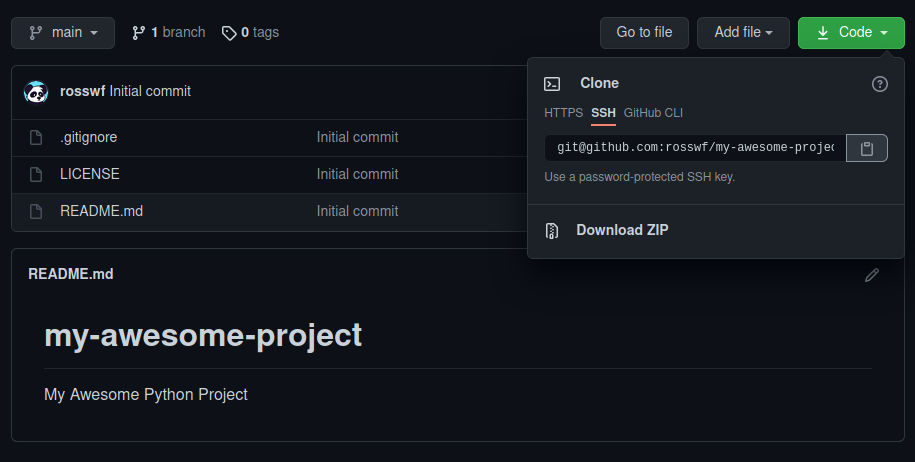 main 1 branch 0 tags Go to file Add file Code
rosswf Initial commit
Clone
HTTPS SSH GitHub CLI
.gitignore Initial commit
git@github.com:rosswf/my-awesome-projec
LICENSE Initial commit
Use a password-protected SSH key.
README.md Initial commit
Download ZIP
README.md
my-awesome-project
My Awesome Python Project